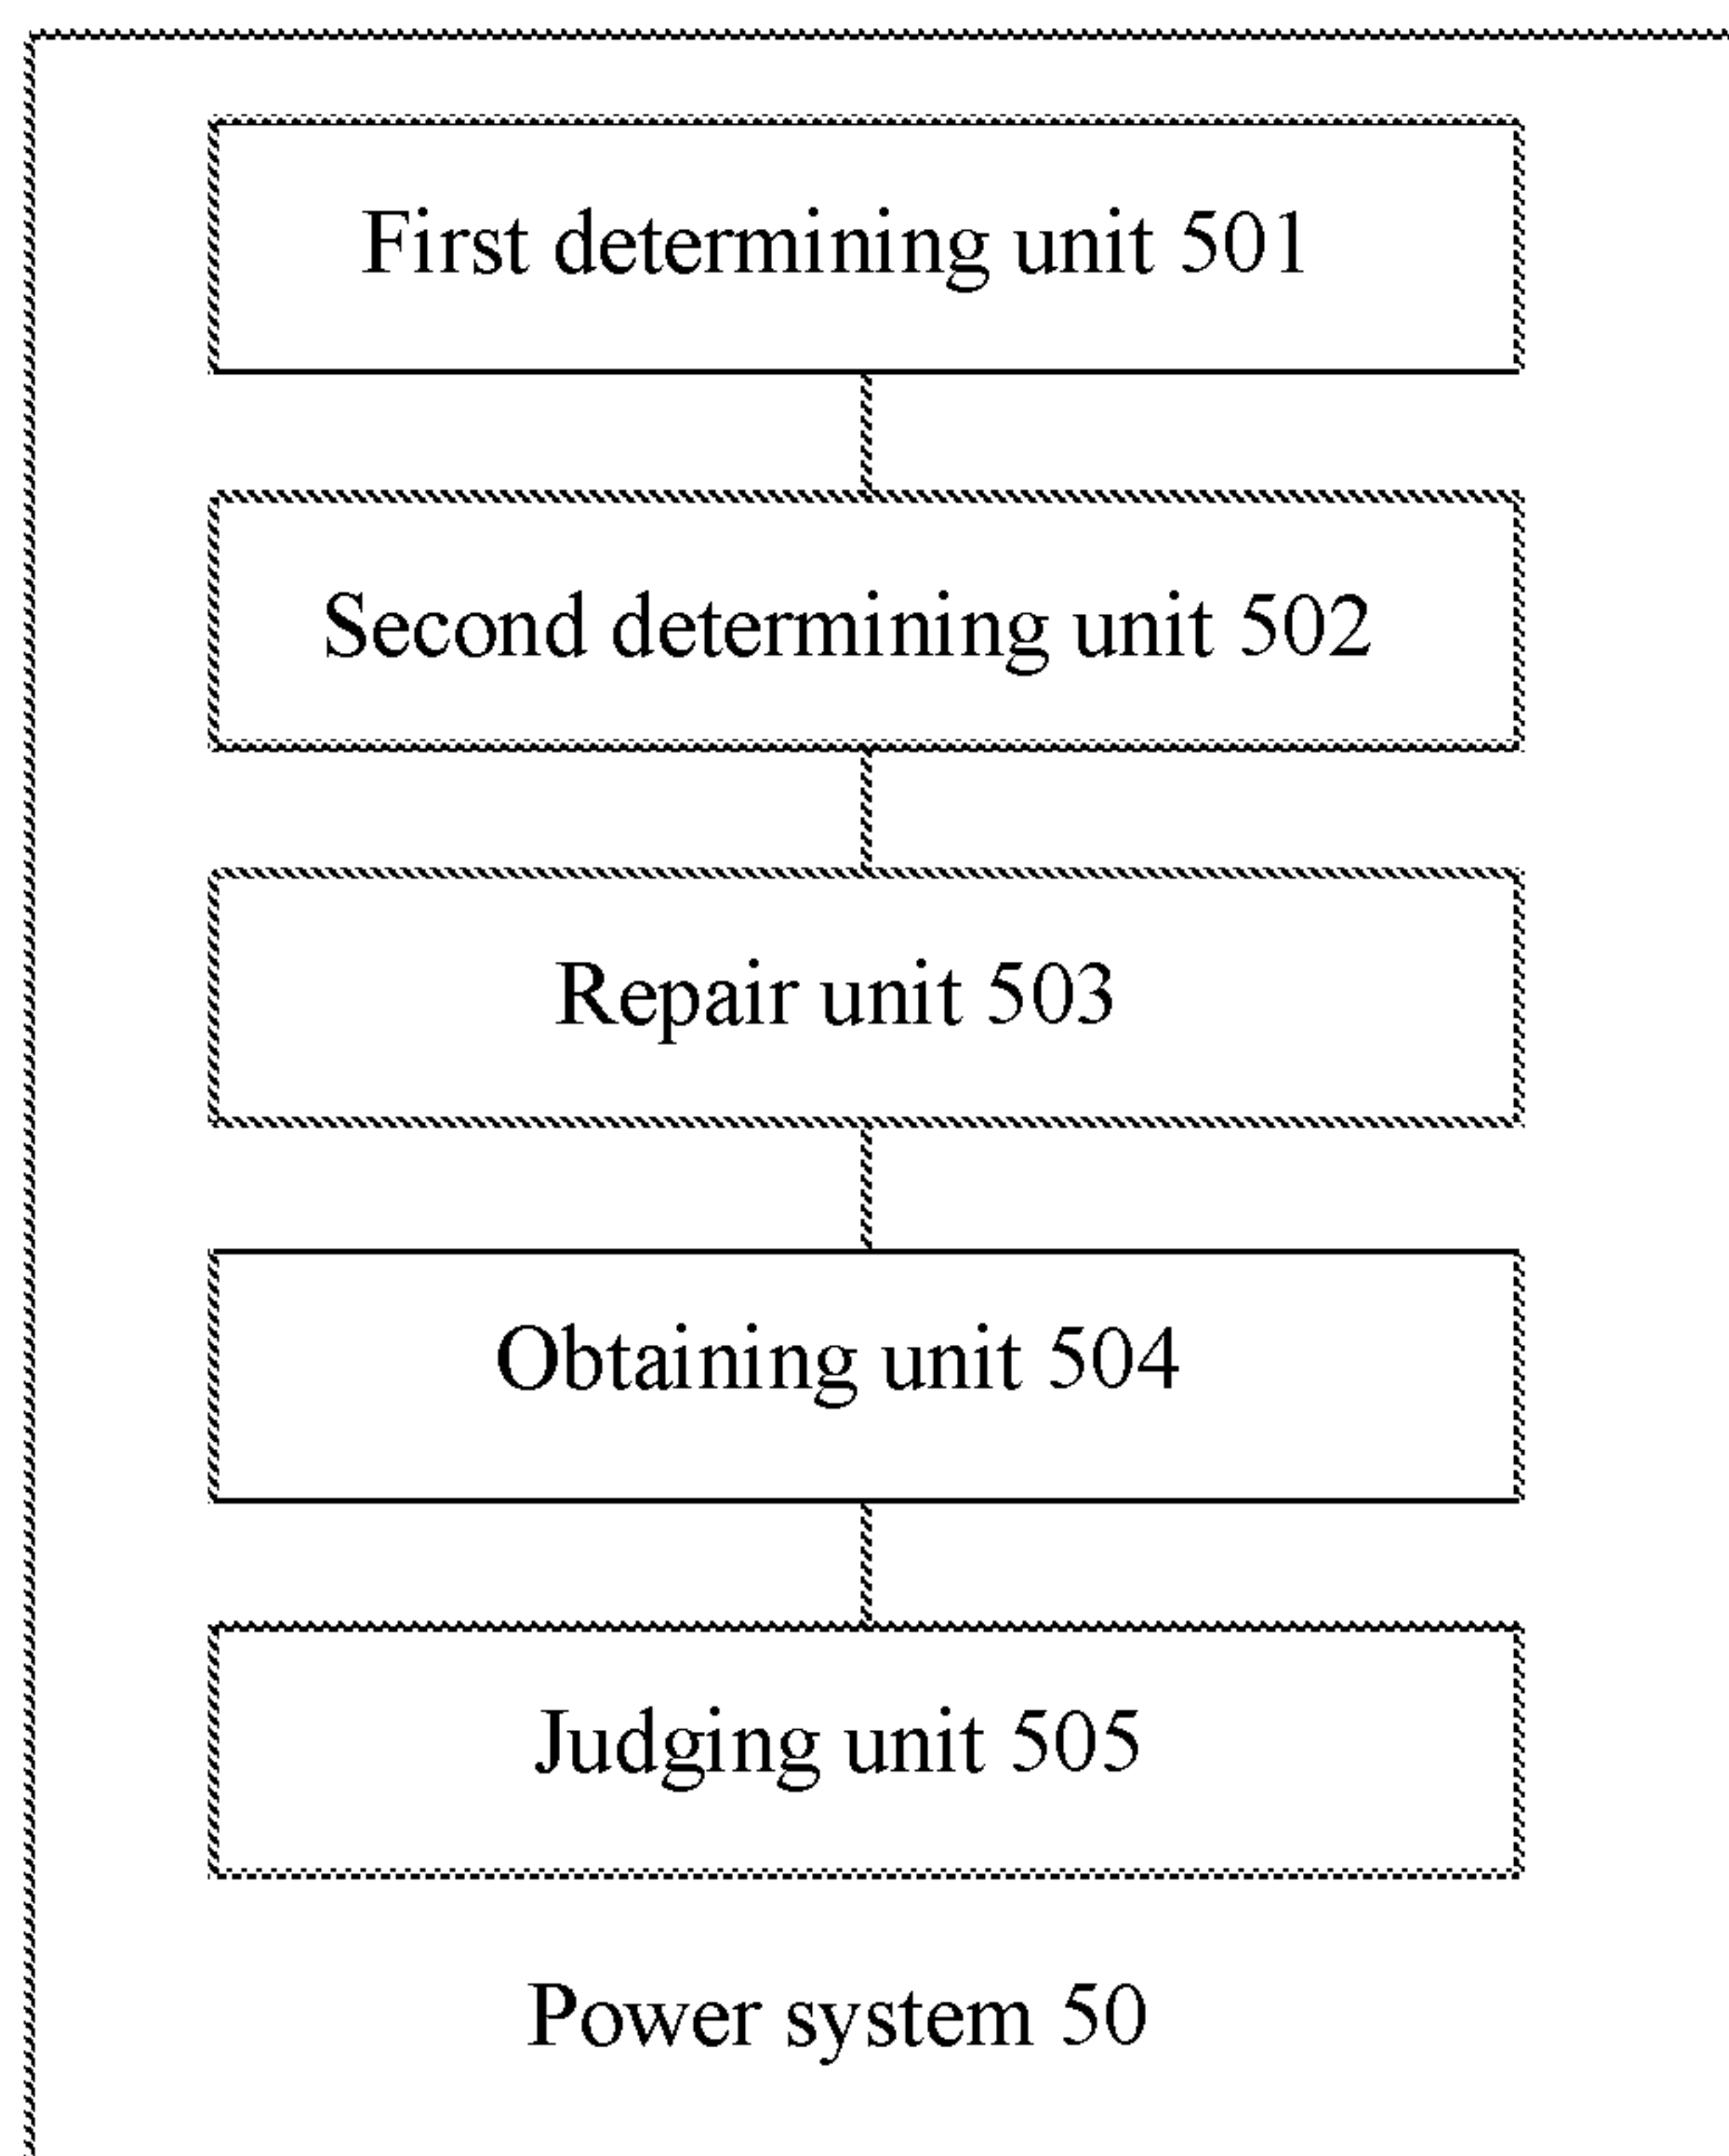 First determining unit 501
Second determining unit 502
Repair unit 503
Obtaining unit 504
Judging unit 505
Power system 50